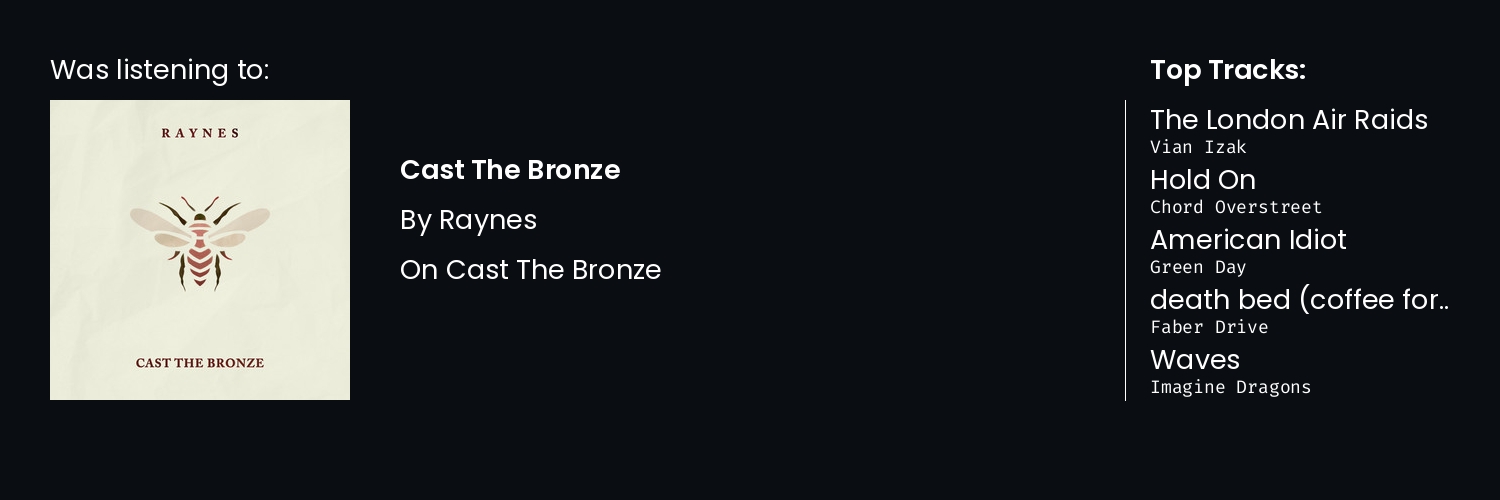 Was listening to:
RAYNES
CAST THE BRONZE
Cast The Bronze
By Raynes
On Cast The Bronze
Top Tracks:
The London Air Raids
Vian Izak
Hold On
Chord Overstreet
American Idiot
Green Day
death bed (coffee for..
Faber Drive
Waves
Imagine Dragons